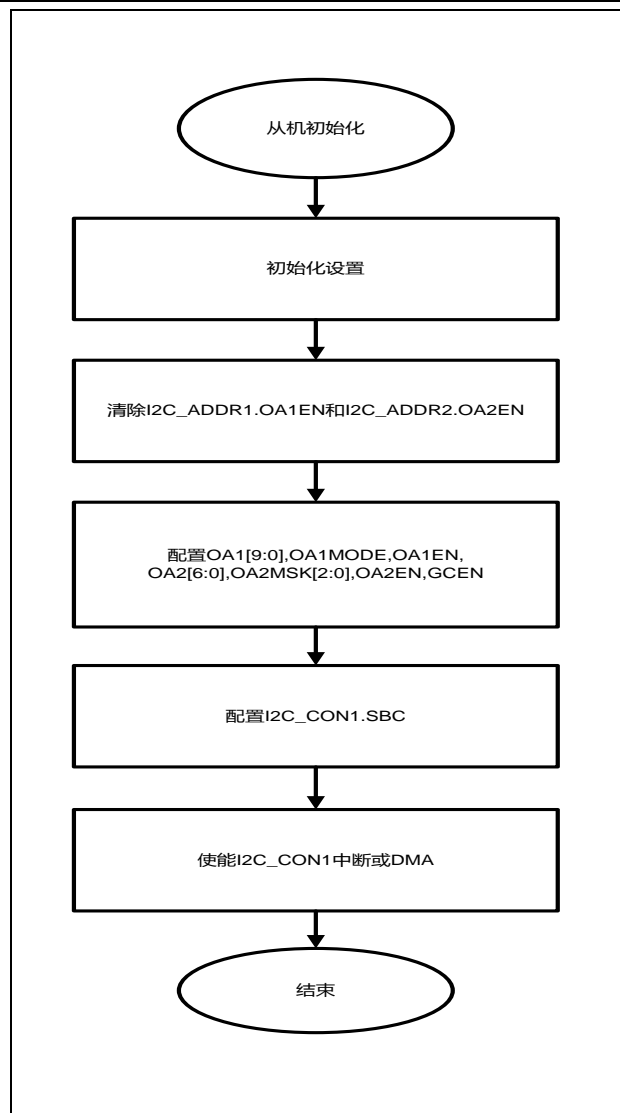 从机初始化
初始化设置
清除I2C_ADDR1.OA1EN和I2C_ADDR2.OA2EN
配置OA1[9:0],OA1MODE,OA1EN,
OA2[6:0],OA2MSK[2:0],OA2EN,GCEN
配置I2C_CON1.SBC
使能I2C_CON1中断或DMA
结束